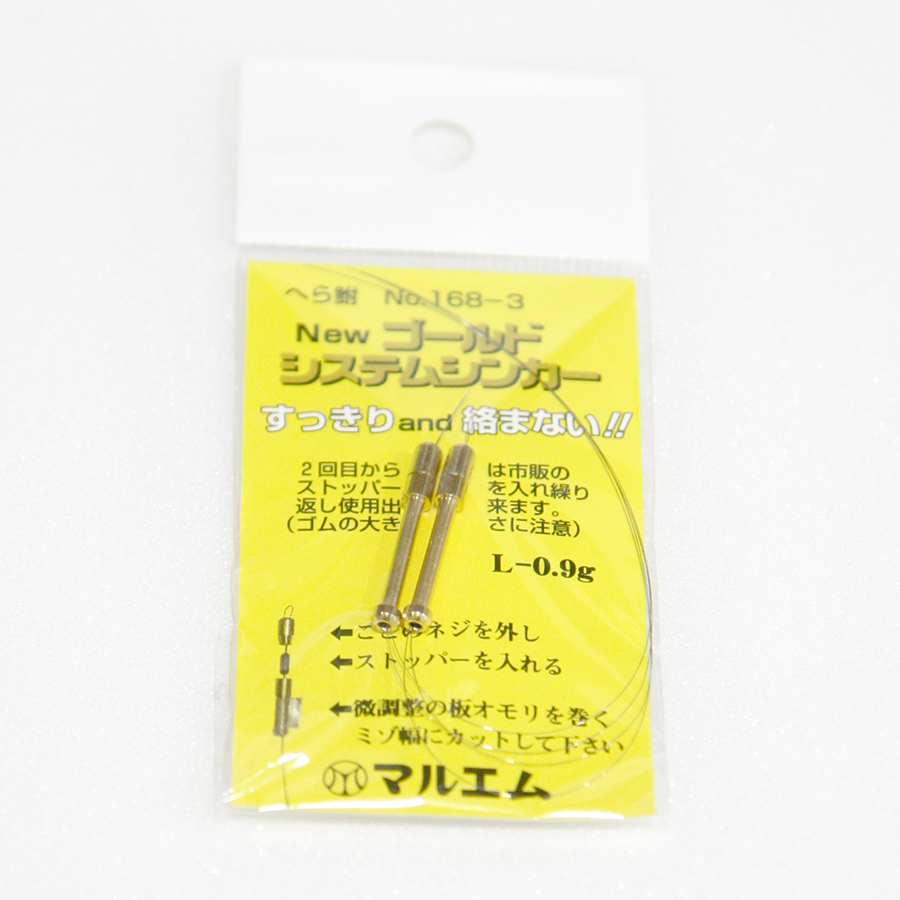 へら鮒 No.168-3
New ゴールド
システムシンカー
すっきりand 絡まない!!
2回目から は市販の
ストッパー を入れ繰り
返し使用出 来ます。
(ゴムの大き さに注意)
L-0.9g
←ここのネジを外し
←ストッパーを入れる
←微調整の板オモリを巻く
ミゾ幅にカットして下さい
マルエム